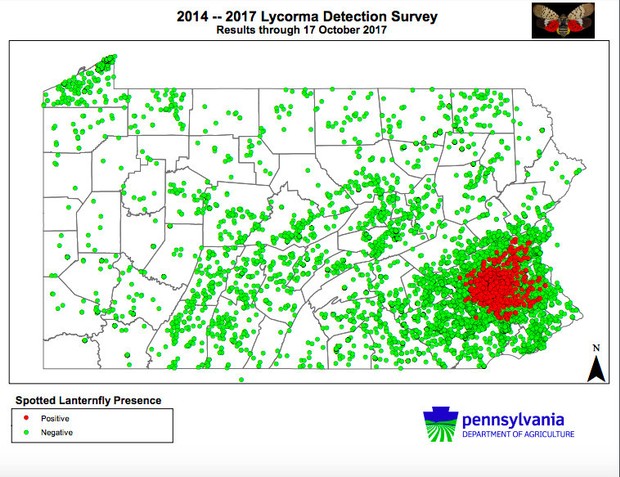 2014 -- 2017 Lycorma Detection Survey
Results through 17 October 2017
N
Spotted Lanternfly Presence
Positive
Negative
pennsylvania
DEPARTMENT OF AGRICULTURE